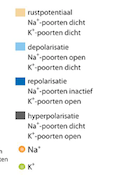 rustpotentiaal
Na⁺-poorten dicht
K⁺-poorten dicht
depolarisatie
Na⁺-poorten open
K⁺-poorten dicht
repolarisatie
Na⁺-poorten inactief
K⁺-poorten open
hyperpolarisatie
Na⁺-poorten dicht
K⁺-poorten open
Na⁺
K⁺